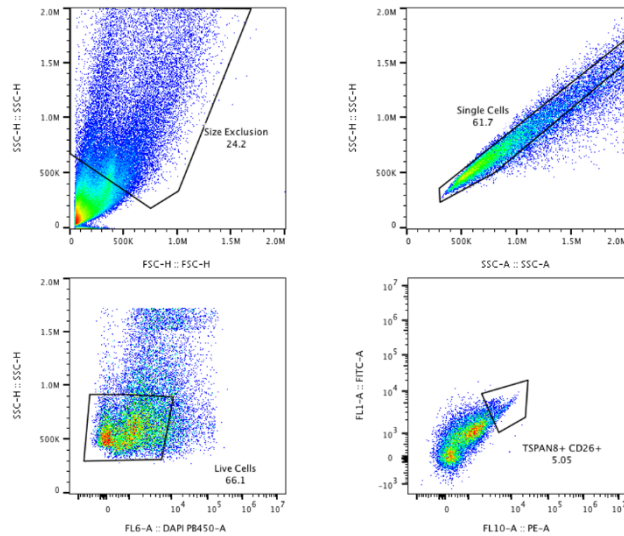 2.0M
1.5M
1.0M
500K
0
SSC-H :: SSC-H
Size Exclusion
24.2
0 500K 1.0M 1.5M 2.0M
FSC-H :: FSC-H
2.0M
1.5M
1.0M
500K
0
SSC-H :: SSC-H
Single Cells
61.7
0 500K 1.0M 1.5M 2.0M
SSC-A :: SSC-A
2.0M
1.5M
1.0M
500K
0
SSC-H :: SSC-H
Live Cells
66.1
0 10⁴ 10⁵ 10⁶ 10⁷
FL6-A :: DAPI PB450-A
10⁷
10⁶
10⁵
10⁴
10³
0
-10³
FL1-A :: FITC-A
TSPAN8+ CD26+
5.05
0 10⁴ 10⁵ 10⁶ 10⁷
FL10-A :: PE-A